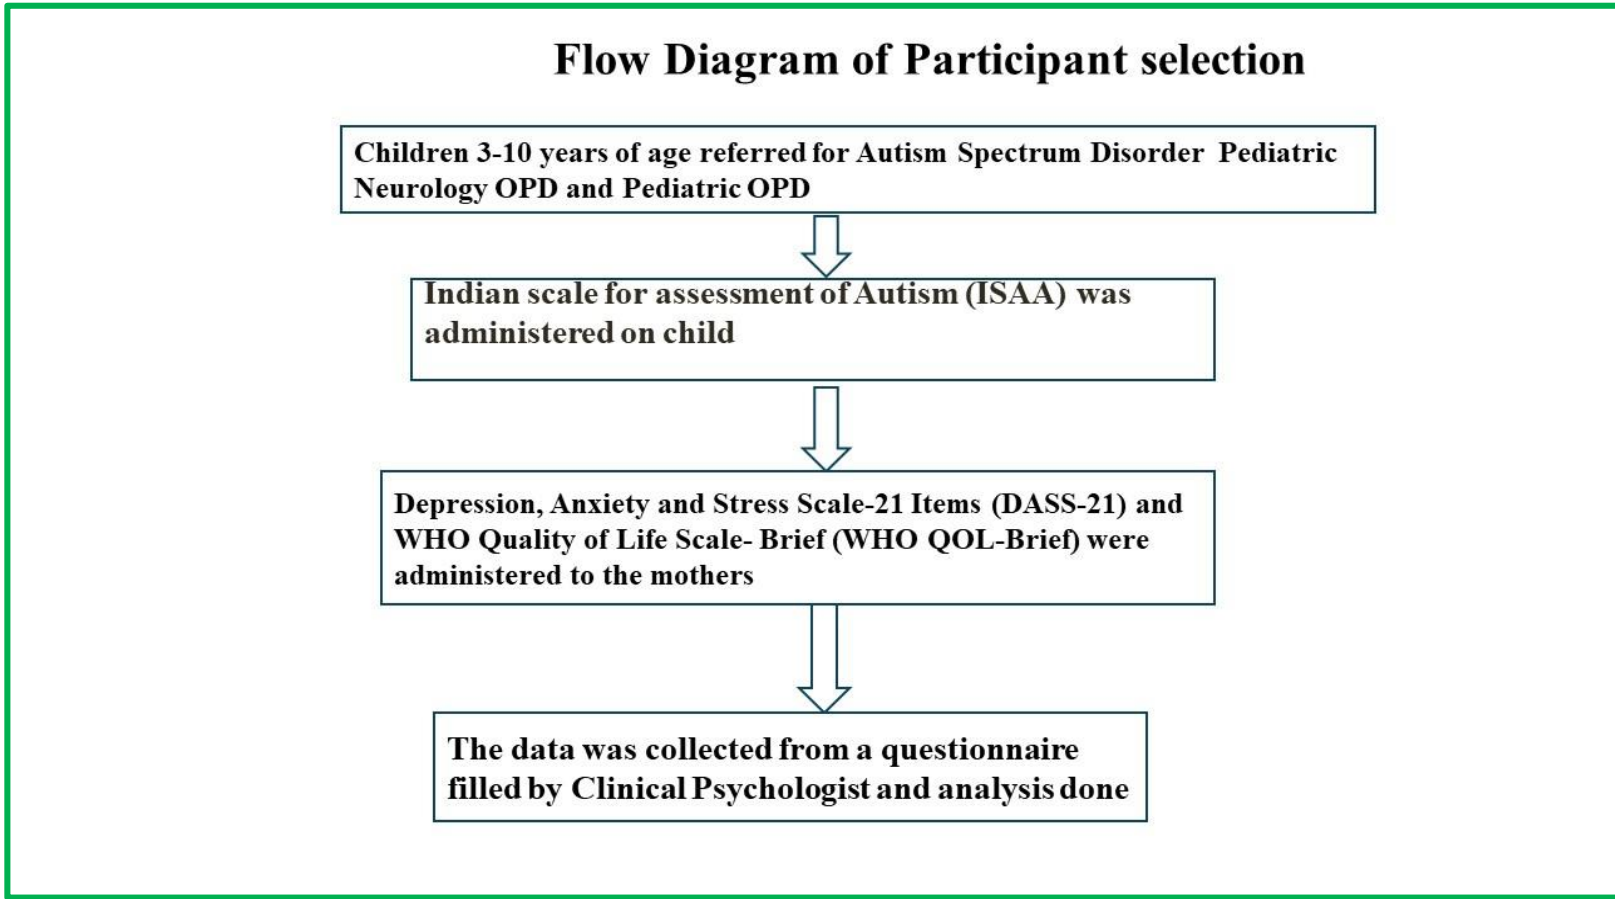 Flow Diagram of Participant selection
Children 3-10 years of age referred for Autism Spectrum Disorder Pediatric
Neurology OPD and Pediatric OPD
Indian scale for assessment of Autism (ISAA) was
administered on child
Depression, Anxiety and Stress Scale-21 Items (DASS-21) and
WHO Quality of Life Scale- Brief (WHO QOL-Brief) were
administered to the mothers
The data was collected from a questionnaire
filled by Clinical Psychologist and analysis done